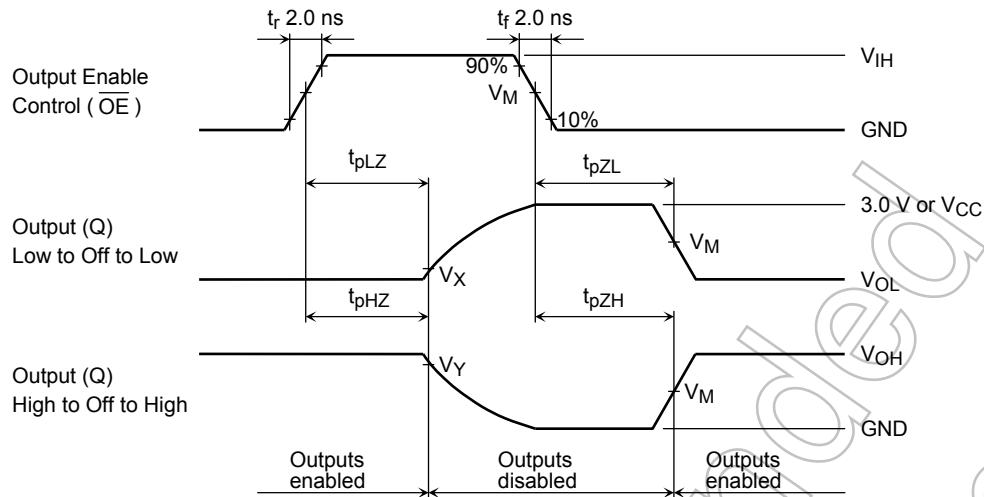 tr 2.0 ns
tf 2.0 ns
Output Enable
Control ( OE )
90%
VM
10%
VIH
GND
tpLZ
tpZL
Output (Q)
Low to Off to Low
VX
VM
3.0 V or VCC
VOL
tpHZ
tpZH
Output (Q)
High to Off to High
VY
VM
VOH
GND
Outputs
enabled
Outputs
disabled
Outputs
enabled
nded